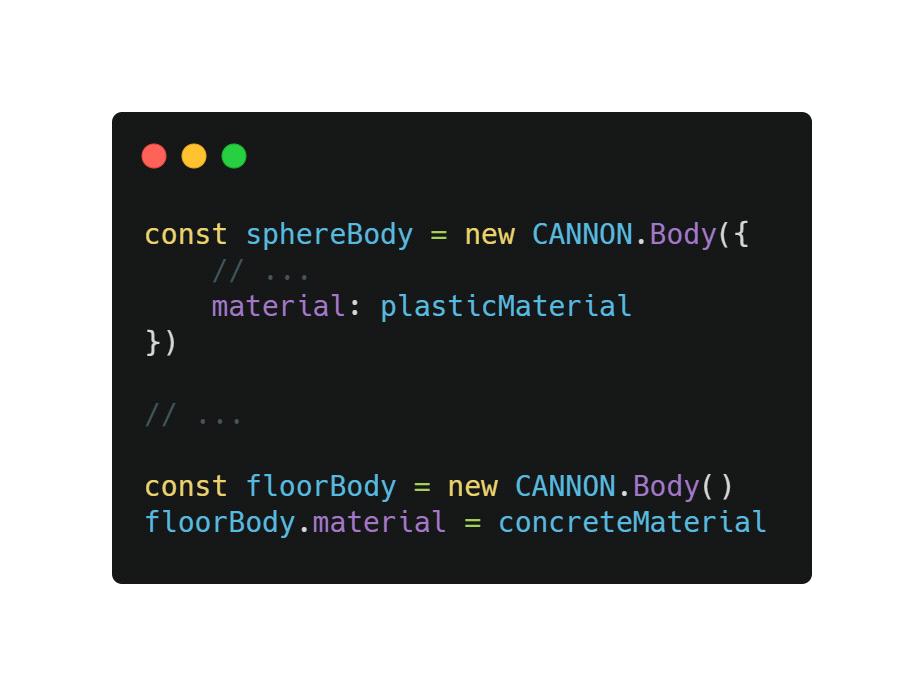 const sphereBody = new CANNON.Body({
    // ...
    material: plasticMaterial
})

// ...

const floorBody = new CANNON.Body()
floorBody.material = concreteMaterial